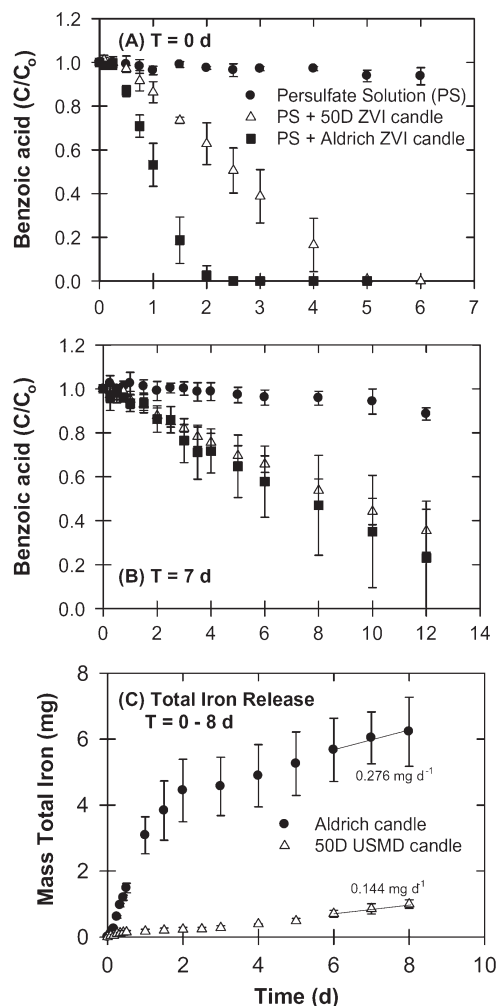 (A) T = 0 d
Persulfate Solution (PS)
PS + 50D ZVI candle
PS + Aldrich ZVI candle
Benzoic acid (C/Co)
1.2
1.0
0.8
0.6
0.4
0.2
0.0
0 1 2 3 4 5 6 7
(B) T = 7 d
Benzoic acid (C/Co)
1.2
1.0
0.8
0.6
0.4
0.2
0.0
0 2 4 6 8 10 12 14
(C) Total Iron Release
T = 0 - 8 d
0.276 mg d-1
Aldrich candle
50D USMD candle
0.144 mg d-1
Mass Total Iron (mg)
8
6
4
2
0
0 2 4 6 8 10
Time (d)